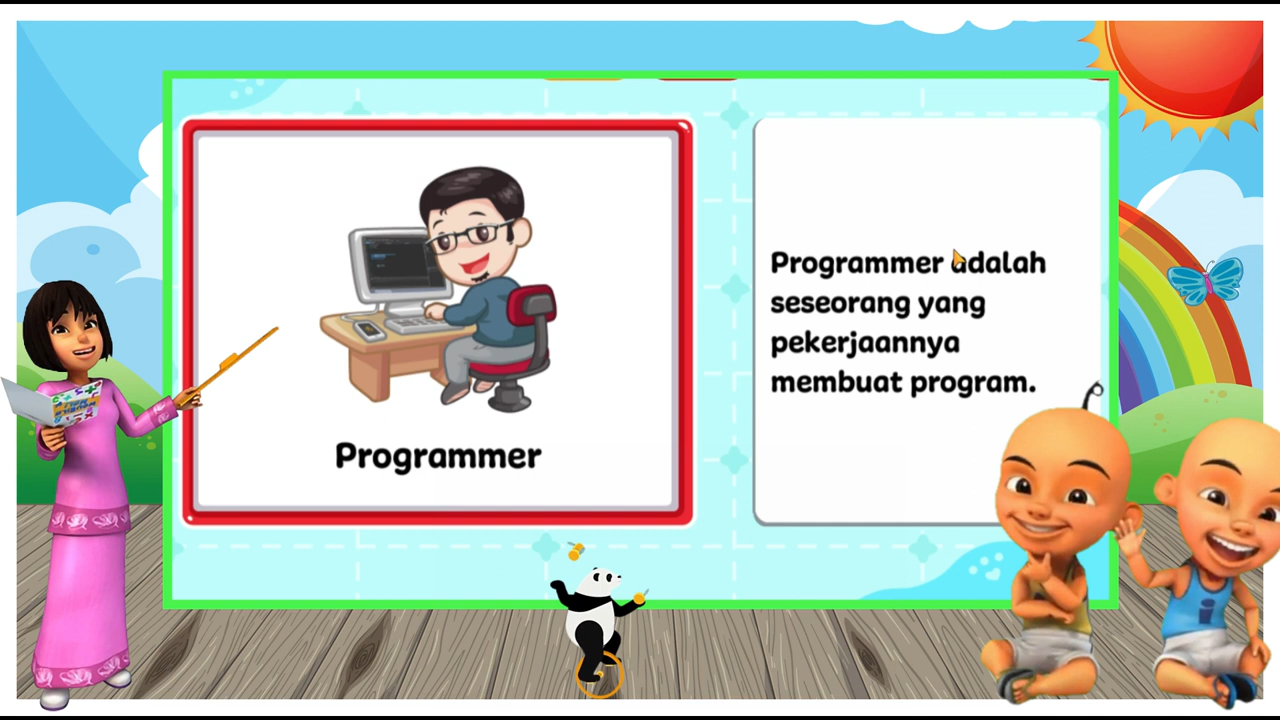 Programmer
Programmer adalah
seseorang yang
pekerjaannya
membuat program.